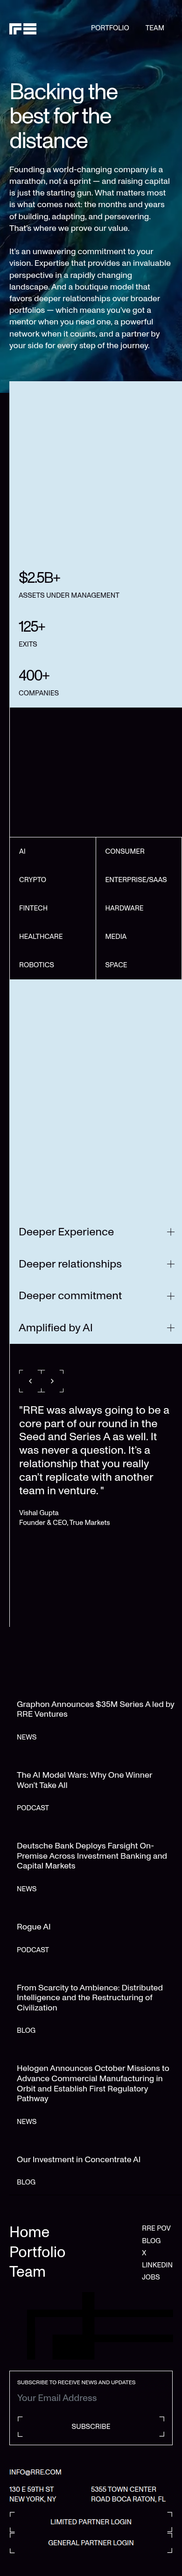 PORTFOLIO TEAM
Backing the
best for the
distance
Founding a world-changing company is a
marathon, not a sprint — and raising capital
is just the starting gun. What matters most
is what comes next: the months and years
of building, adapting, and persevering.
That's where we prove our value.
It's an unwavering commitment to your
vision. Expertise that provides an invaluable
perspective in a rapidly changing
landscape. And a boutique model that
favors deeper relationships over broader
portfolios — which means you've got a
mentor when you need one, a powerful
network when it counts, and a partner by
your side for every step of the journey.
$2.5B+
ASSETS UNDER MANAGEMENT
125+
EXITS
400+
COMPANIES
AI
CONSUMER
CRYPTO
ENTERPRISE/SAAS
FINTECH
HARDWARE
HEALTHCARE
MEDIA
ROBOTICS
SPACE
Deeper Experience
Deeper relationships
Deeper commitment
Amplified by AI
"RRE was always going to be a
core part of our round in the
Seed and Series A as well. It
was never a question. It's a
relationship that you really
can't replicate with another
team in venture. "
Vishal Gupta
Founder & CEO, True Markets
Graphon Announces $35M Series A led by
RRE Ventures
NEWS
The AI Model Wars: Why One Winner
Won't Take All
PODCAST
Deutsche Bank Deploys Farsight On-
Premise Across Investment Banking and
Capital Markets
NEWS
Rogue AI
PODCAST
From Scarcity to Ambience: Distributed
Intelligence and the Restructuring of
Civilization
BLOG
Helogen Announces October Missions to
Advance Commercial Manufacturing in
Orbit and Establish First Regulatory
Pathway
NEWS
Our Investment in Concentrate AI
BLOG
Home
Portfolio
Team
RRE POV
BLOG
X
LINKEDIN
JOBS
SUBSCRIBE TO RECEIVE NEWS AND UPDATES
Your Email Address
SUBSCRIBE
INFO@RRE.COM
130 E 59TH ST
NEW YORK, NY
5355 TOWN CENTER
ROAD BOCA RATON, FL
LIMITED PARTNER LOGIN
GENERAL PARTNER LOGIN